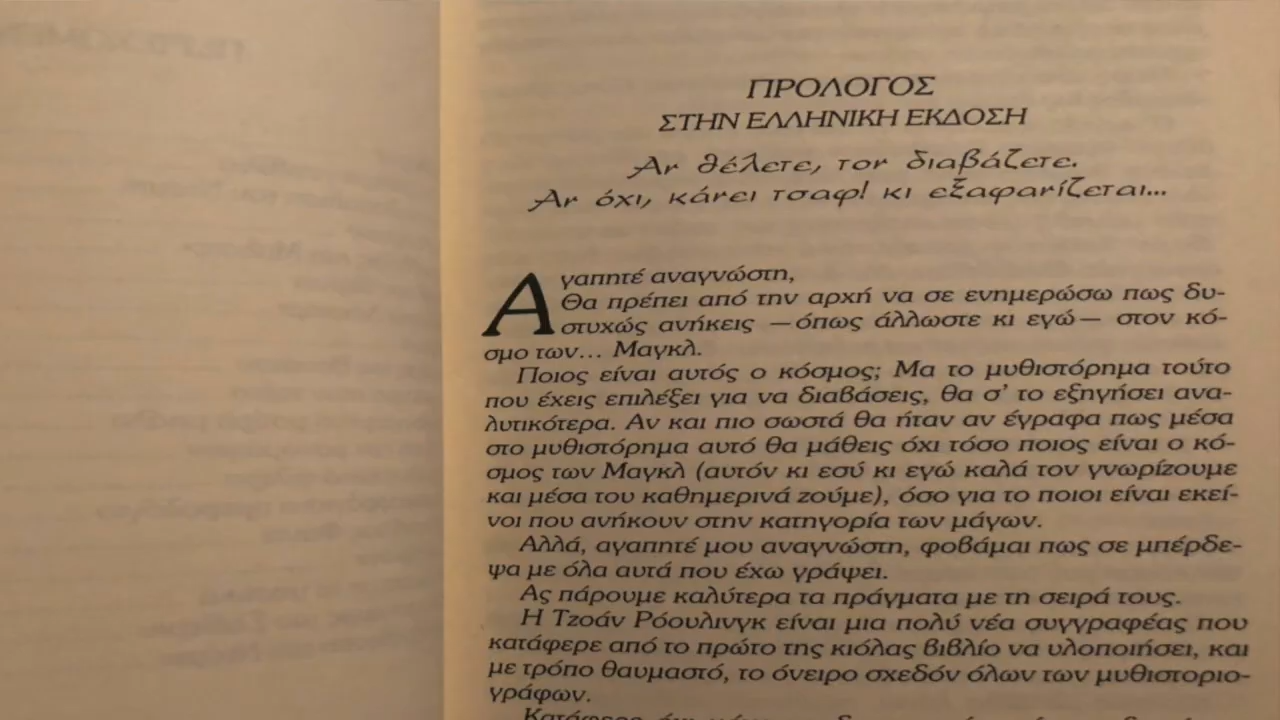 ΠΡΟΛΟΓΟΣ
ΣΤΗΝ ΕΛΛΗΝΙΚΗ ΕΚΔΟΣΗ
Αν θέλετε, τον διαβάζετε.
Αν όχι, κάνει τσαφ! κι εξαφανίζεται...
Αγαπητέ αναγνώστη,
Θα πρέπει από την αρχή να σε ενημερώσω πως δυ-
στυχώς ανήκεις —όπως άλλωστε κι εγώ— στον κό-
σμο των... Μαγκλ.
Ποιος είναι αυτός ο κόσμος; Μα το μυθιστόρημα τούτο
που έχεις επιλέξει για να διαβάσεις, θα σ' το εξηγήσει ανα-
λυτικότερα. Αν και πιο σωστά θα ήταν αν έγραφα πως μέσα
στο μυθιστόρημα αυτό θα μάθεις όχι τόσο ποιος είναι ο κό-
σμος των Μαγκλ (αυτόν κι εσύ κι εγώ καλά τον γνωρίζουμε
και μέσα του καθημερινά ζούμε), όσο για το ποιοι είναι εκεί-
νοι που ανήκουν στην κατηγορία των μάγων.
Αλλά, αγαπητέ μου αναγνώστη, φοβάμαι πως σε μπέρδε-
ψα με όλα αυτά που έχω γράψει.
Ας πάρουμε καλύτερα τα πράγματα με τη σειρά τους.
Η Τζοάν Ρόουλινγκ είναι μια πολύ νέα συγγραφέας που
κατάφερε από το πρώτο της κιόλας βιβλίο να υλοποιήσει, και
με τρόπο θαυμαστό, το όνειρο σχεδόν όλων των μυθιστοριο-
γράφων.